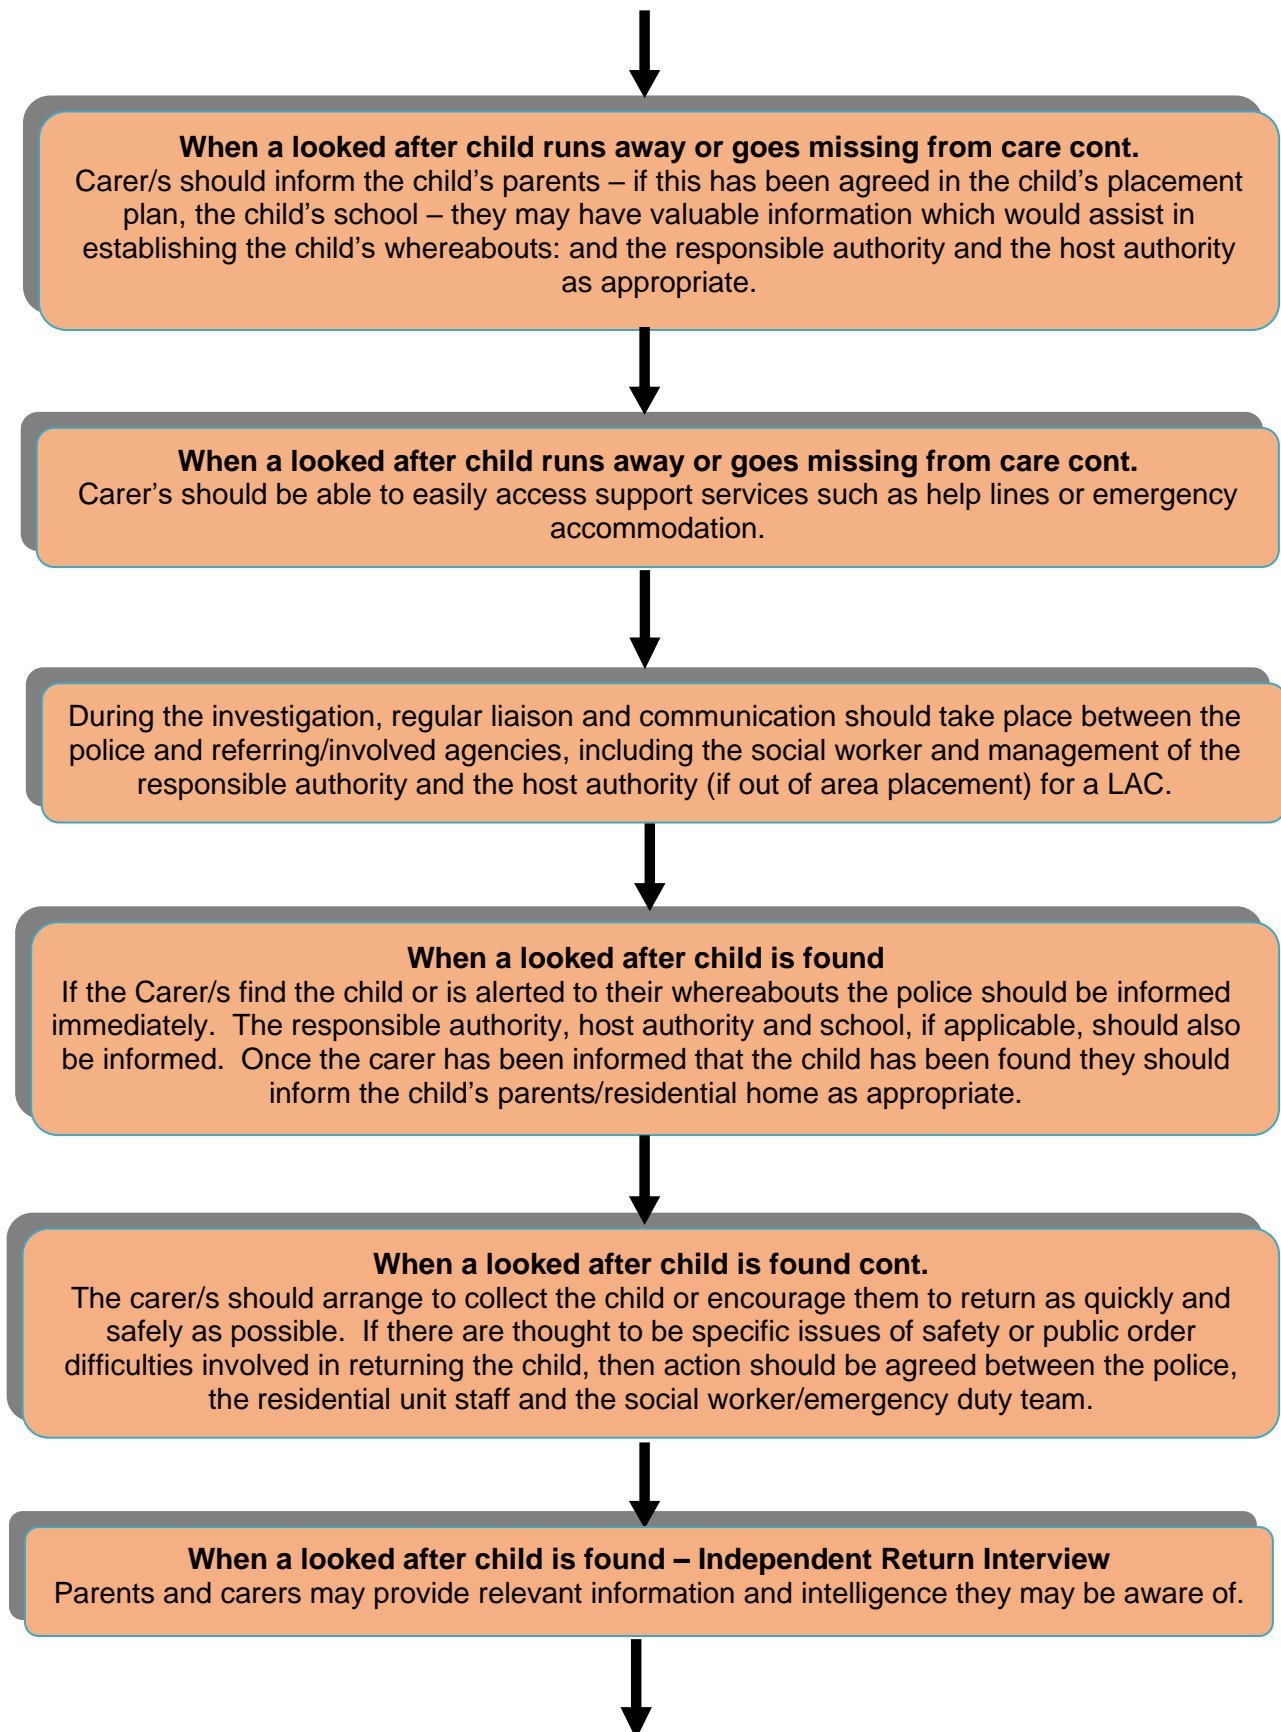 When a looked after child runs away or goes missing from care cont.
Carer/s should inform the child’s parents – if this has been agreed in the child’s placement
plan, the child’s school – they may have valuable information which would assist in
establishing the child’s whereabouts: and the responsible authority and the host authority
as appropriate.
When a looked after child runs away or goes missing from care cont.
Carer’s should be able to easily access support services such as help lines or emergency
accommodation.
During the investigation, regular liaison and communication should take place between the
police and referring/involved agencies, including the social worker and management of the
responsible authority and the host authority (if out of area placement) for a LAC.
When a looked after child is found
If the Carer/s find the child or is alerted to their whereabouts the police should be informed
immediately.  The responsible authority, host authority and school, if applicable, should also
be informed.  Once the carer has been informed that the child has been found they should
inform the child’s parents/residential home as appropriate.
When a looked after child is found cont.
The carer/s should arrange to collect the child or encourage them to return as quickly and
safely as possible.  If there are thought to be specific issues of safety or public order
difficulties involved in returning the child, then action should be agreed between the police,
the residential unit staff and the social worker/emergency duty team.
When a looked after child is found – Independent Return Interview
Parents and carers may provide relevant information and intelligence they may be aware of.